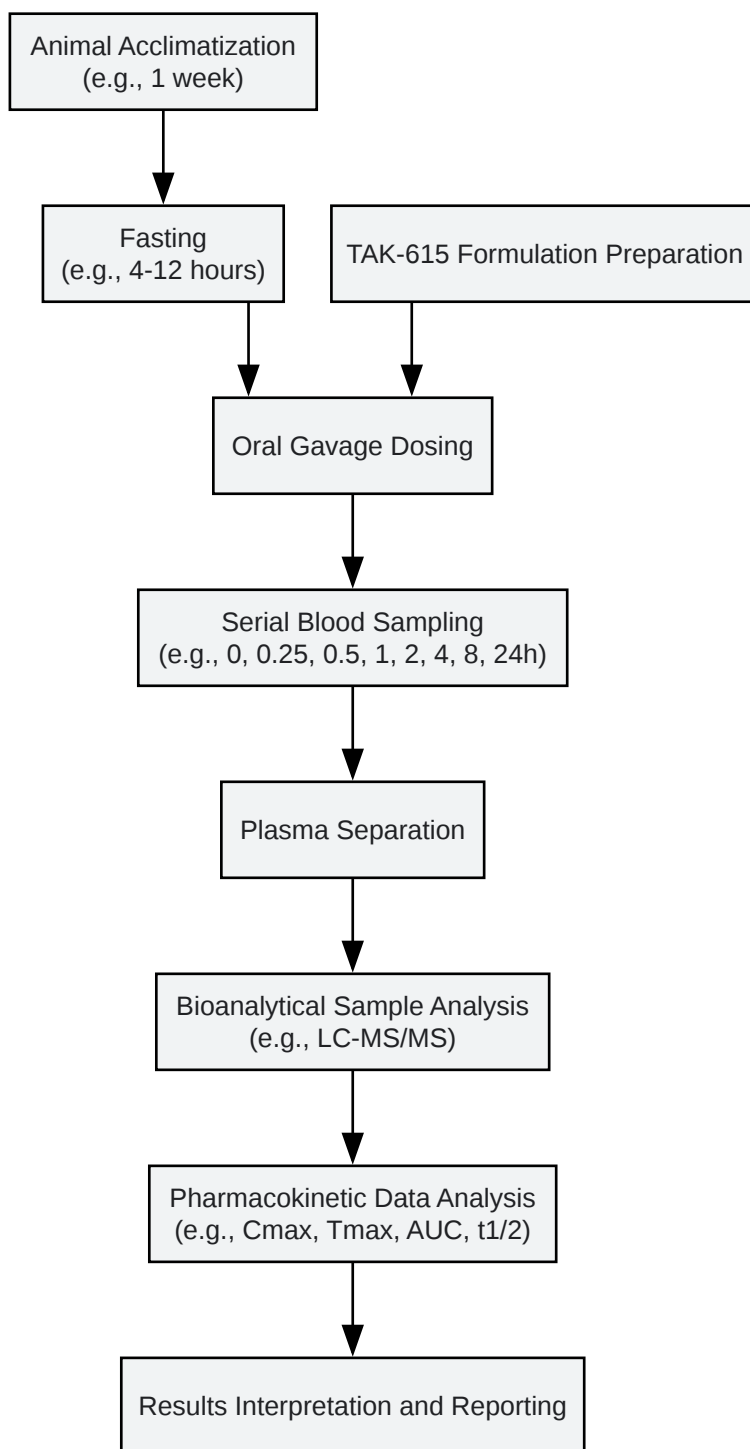 Animal Acclimatization
(e.g., 1 week)
Fasting
(e.g., 4-12 hours)
TAK-615 Formulation Preparation
Oral Gavage Dosing
Serial Blood Sampling
(e.g., 0, 0.25, 0.5, 1, 2, 4, 8, 24h)
Plasma Separation
Bioanalytical Sample Analysis
(e.g., LC-MS/MS)
Pharmacokinetic Data Analysis
(e.g., Cmax, Tmax, AUC, t1/2)
Results Interpretation and Reporting